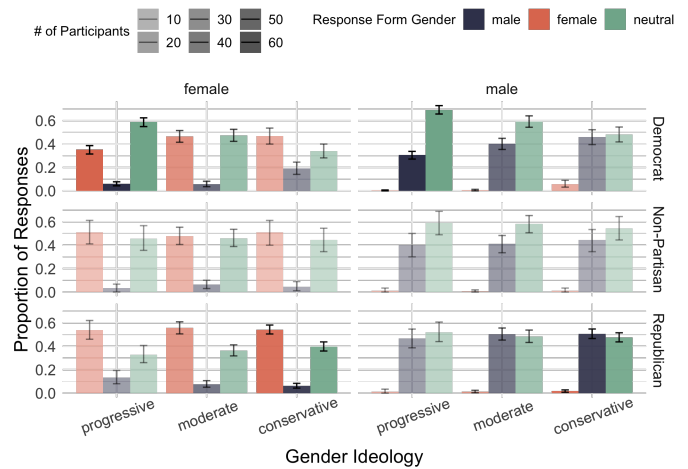 # of Participants
10 30 50
20 40 60
Response Form Gender male female neutral
female male
Proportion of Responses
0.6
0.4
0.2
0.0
Democrat
0.6
0.4
0.2
0.0
Non-Partisan
0.6
0.4
0.2
0.0
Republican
progressive moderate conservative progressive moderate conservative
Gender Ideology